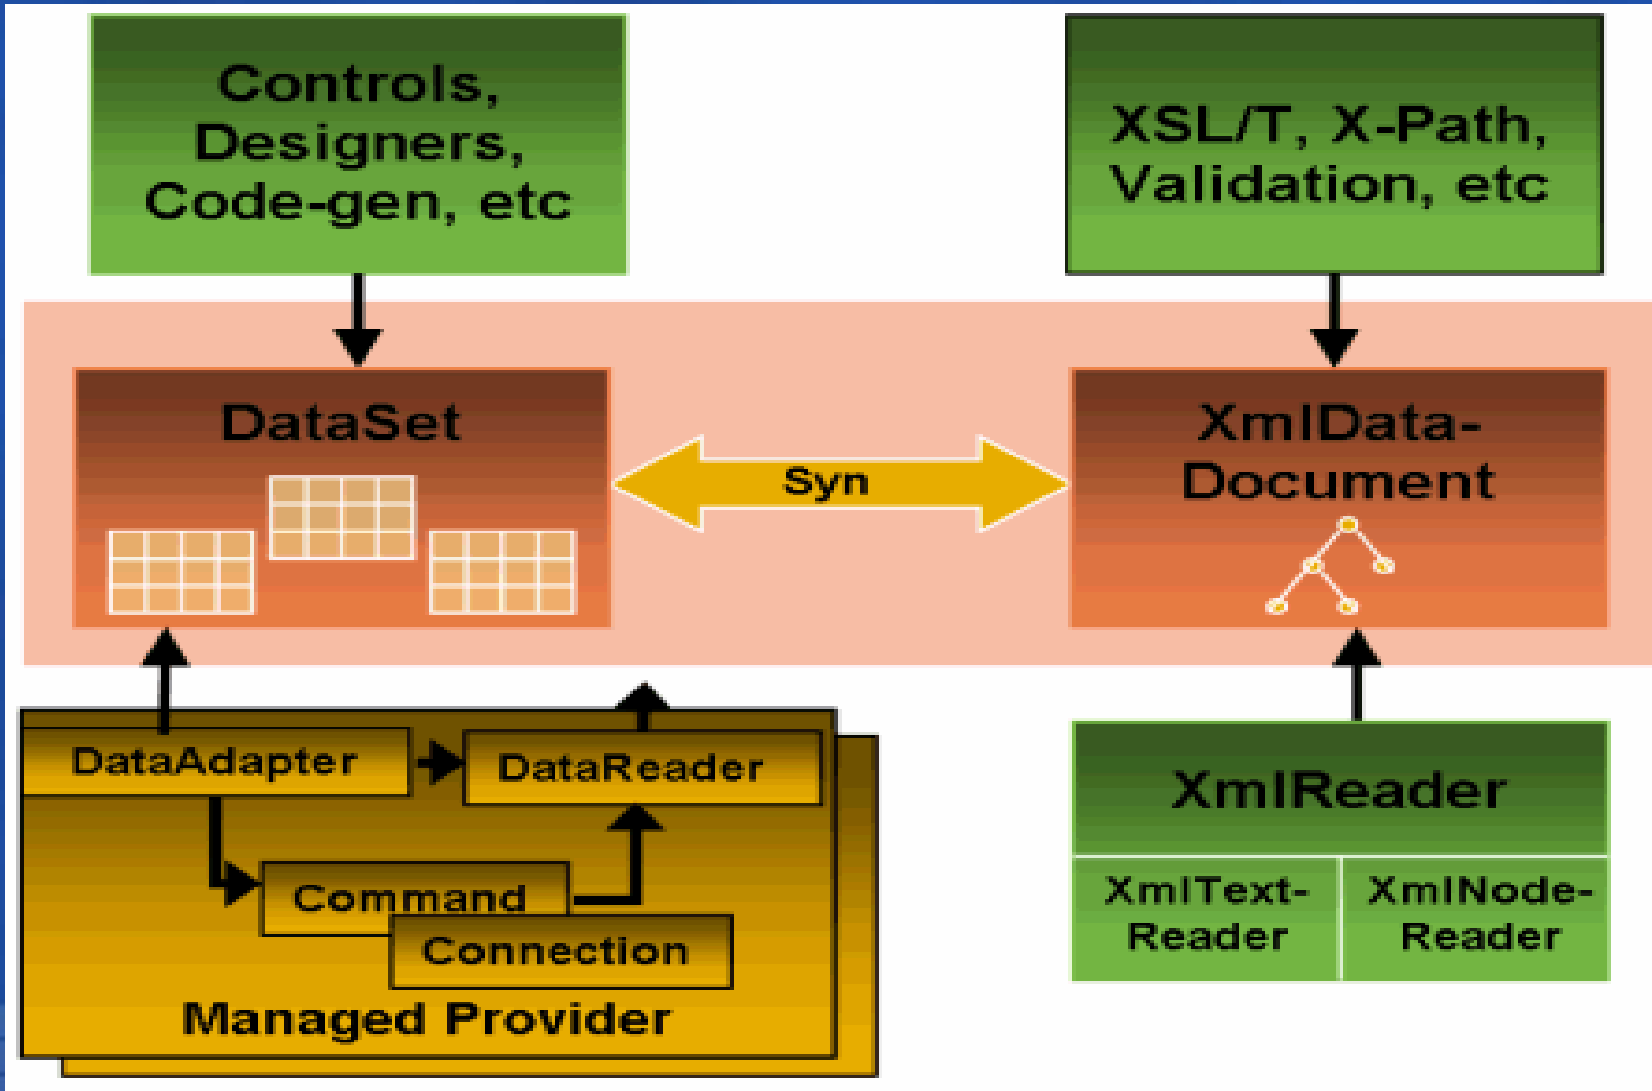 Controls,
Designers,
Code-gen, etc
XSL/T, X-Path,
Validation, etc
DataSet
Syn
XmlData-
Document
DataAdapter
DataReader
Command
Connection
Managed Provider
XmlReader
XmlText-
Reader
XmlNode-
Reader